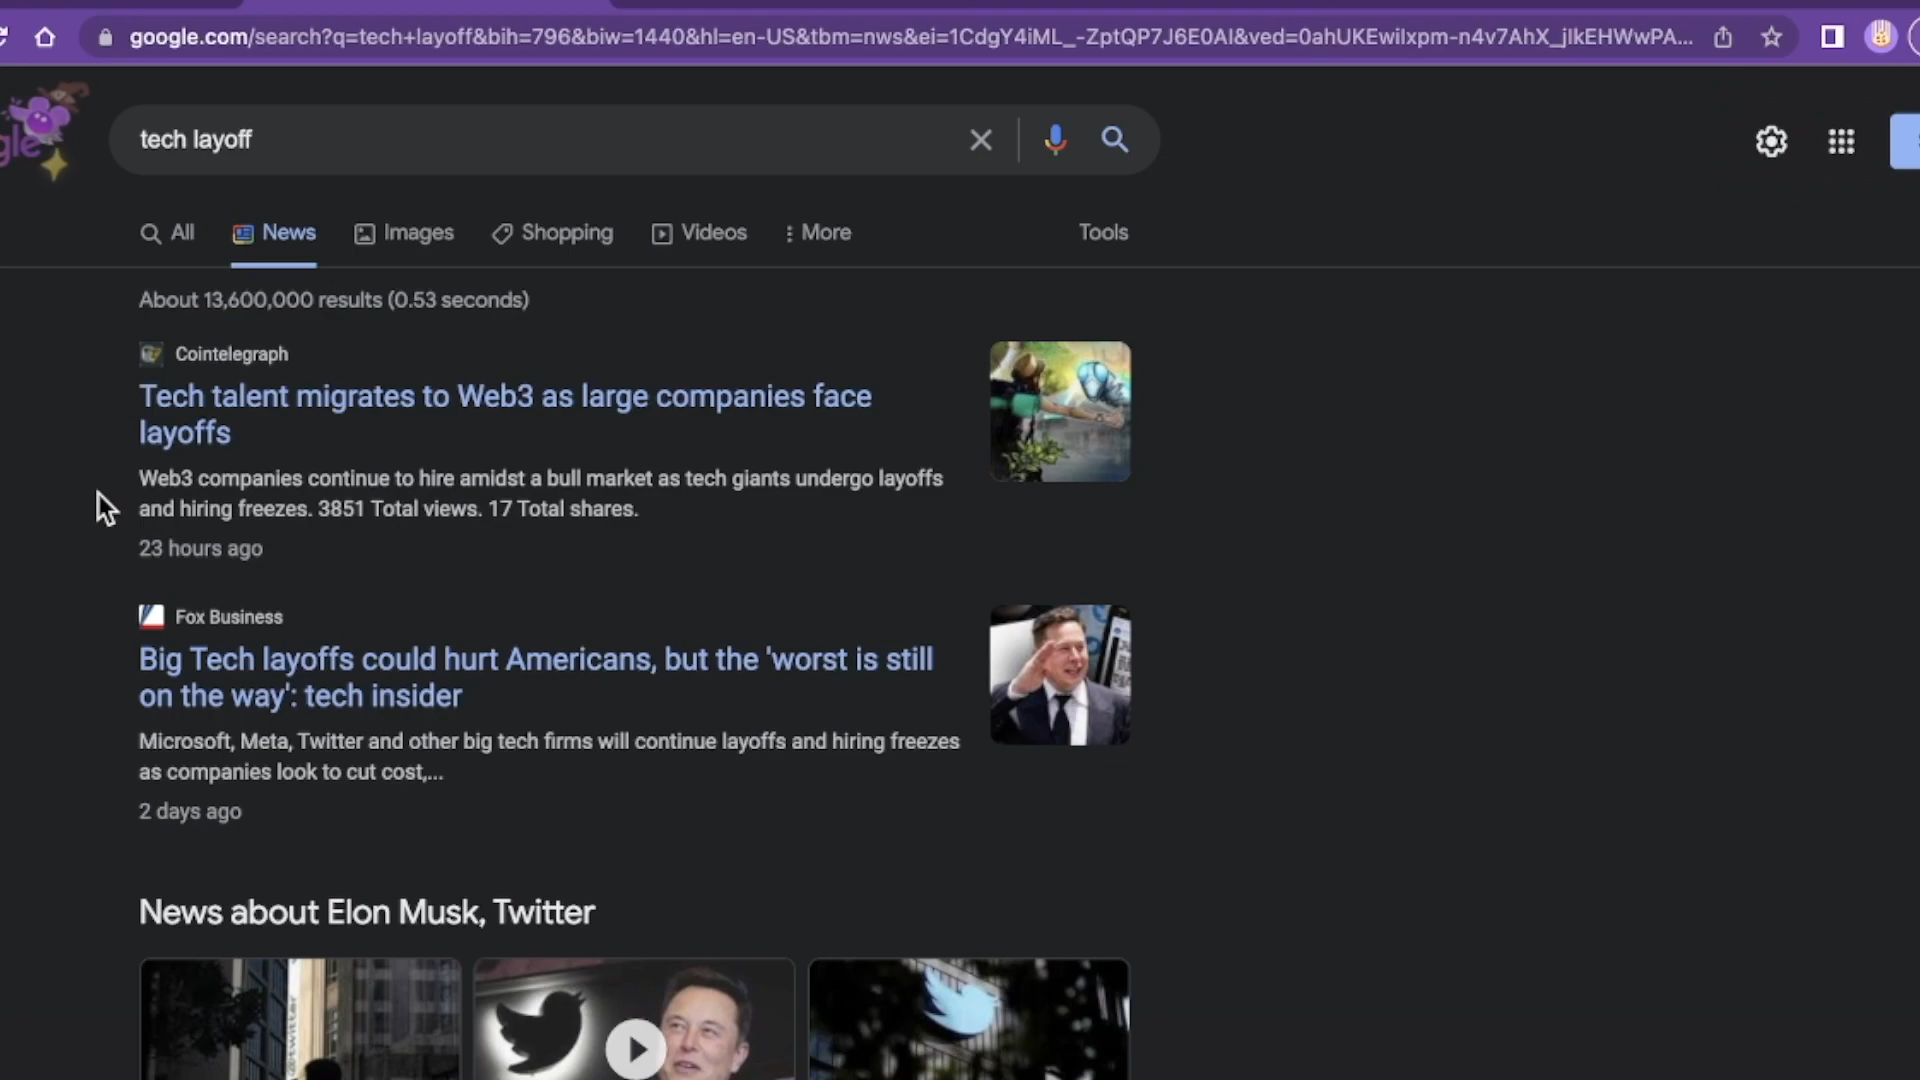 google.com/search?q=tech+layoff&bih=796&biw=1440&hl=en-US&tbm=nws&ei=1CdgY4iML_-ZptQP7J6E0AI&ved=0ahUKEwiIxpm-n4v7AhX_jIkEHWwPA...
gle
tech layoff
All News Images Shopping Videos More Tools
About 13,600,000 results (0.53 seconds)
Cointelegraph
Tech talent migrates to Web3 as large companies face
layoffs
Web3 companies continue to hire amidst a bull market as tech giants undergo layoffs
and hiring freezes. 3851 Total views. 17 Total shares.
23 hours ago
Fox Business
Big Tech layoffs could hurt Americans, but the 'worst is still
on the way': tech insider
Microsoft, Meta, Twitter and other big tech firms will continue layoffs and hiring freezes
as companies look to cut cost,...
2 days ago
News about Elon Musk, Twitter
@twitter